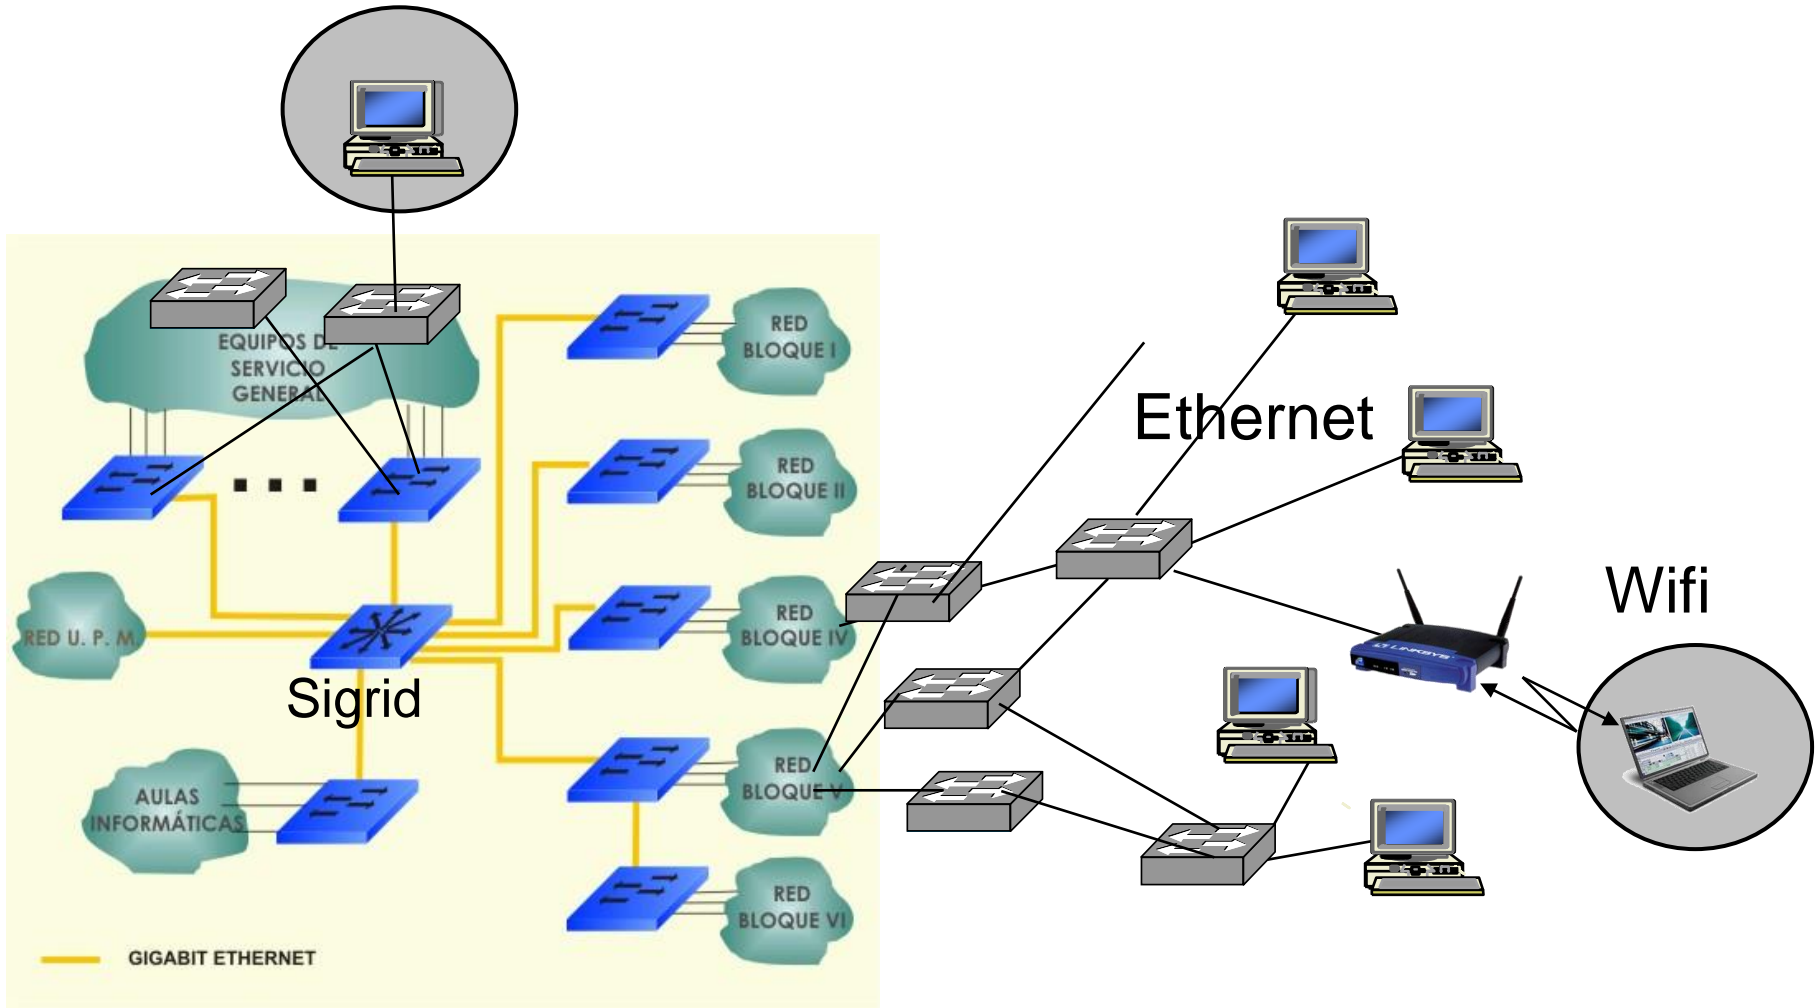 EQUIPOS DE
SERVICIO
GENERAL
RED
BLOQUE I
RED
BLOQUE II
Ethernet
RED U. P. M.
RED
BLOQUE IV
Wifi
LINKSYS
Sigrid
AULAS
INFORMÁTICAS
RED
BLOQUE V
RED
BLOQUE VI
GIGABIT ETHERNET